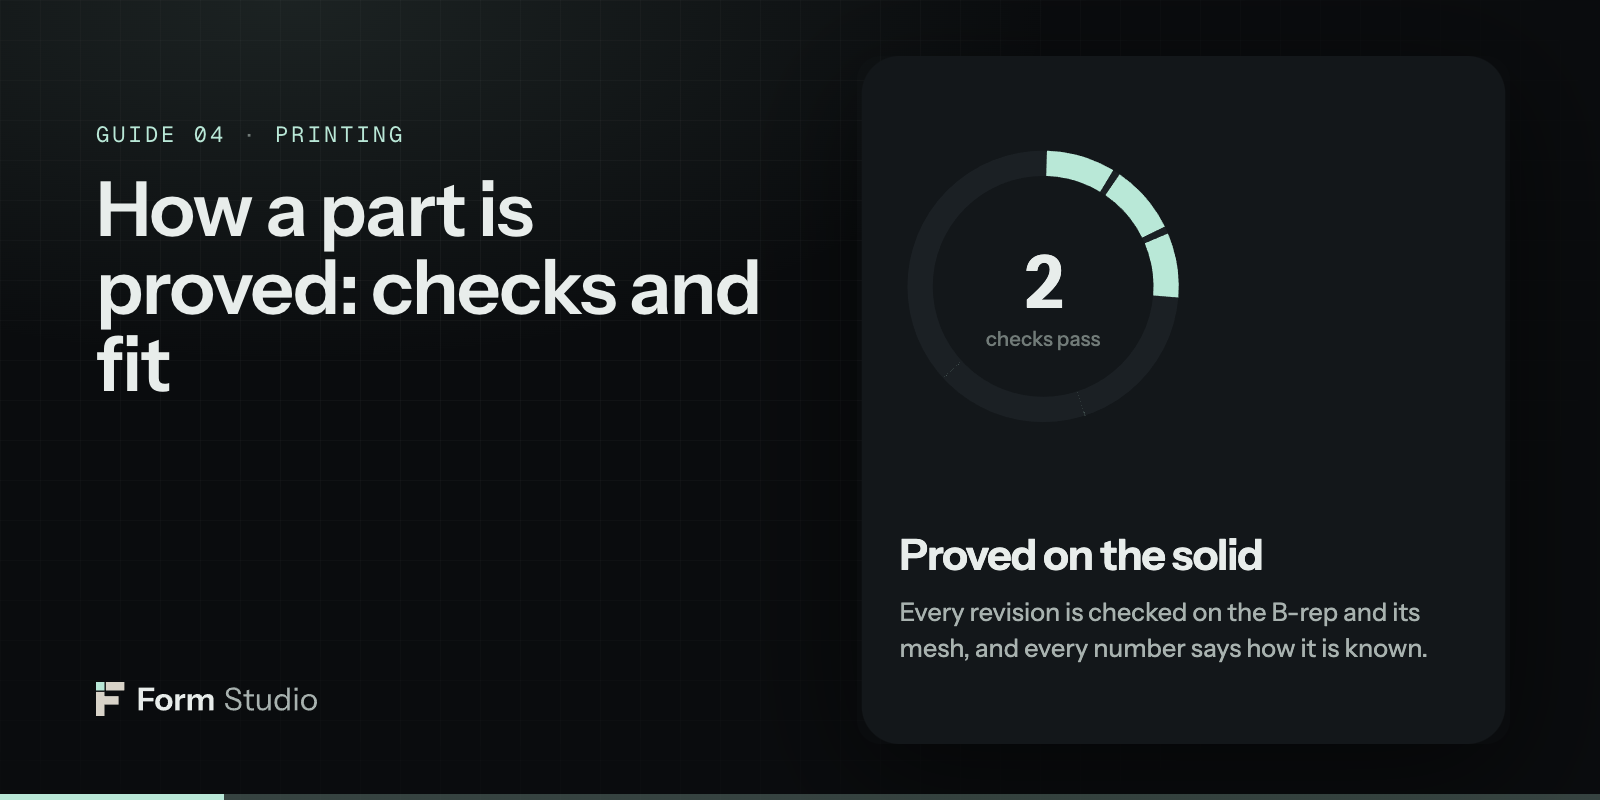 GUIDE 04 · PRINTING
How a part is
proved: checks and
fit
2
checks pass
Proved on the solid
Every revision is checked on the B-rep and its
mesh, and every number says how it is known.
Form Studio